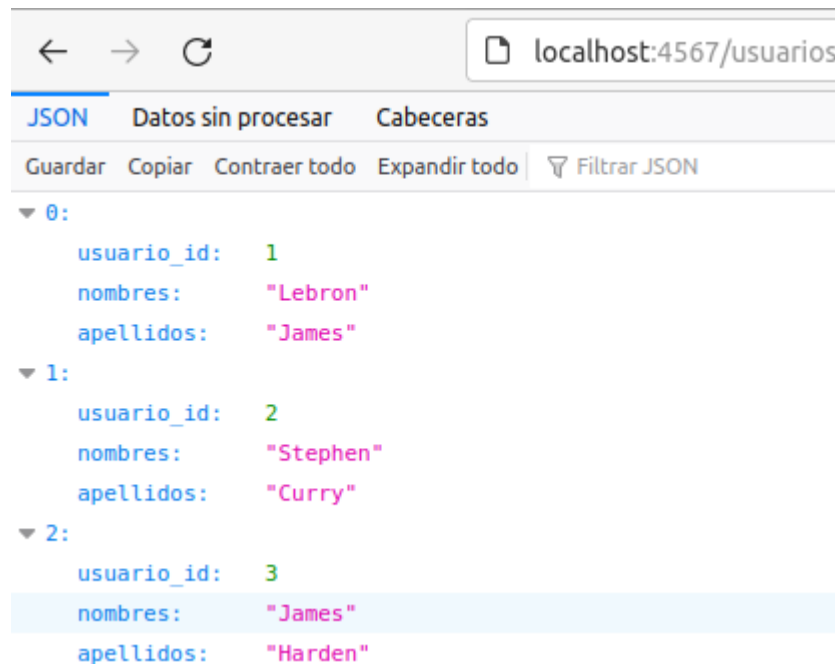 localhost:4567/usuarios
JSON Datos sin procesar Cabeceras
Guardar Copiar Contraer todo Expandir todo Filtrar JSON
0:
usuario_id: 1
nombres: "Lebron"
apellidos: "James"
1:
usuario_id: 2
nombres: "Stephen"
apellidos: "Curry"
2:
usuario_id: 3
nombres: "James"
apellidos: "Harden"